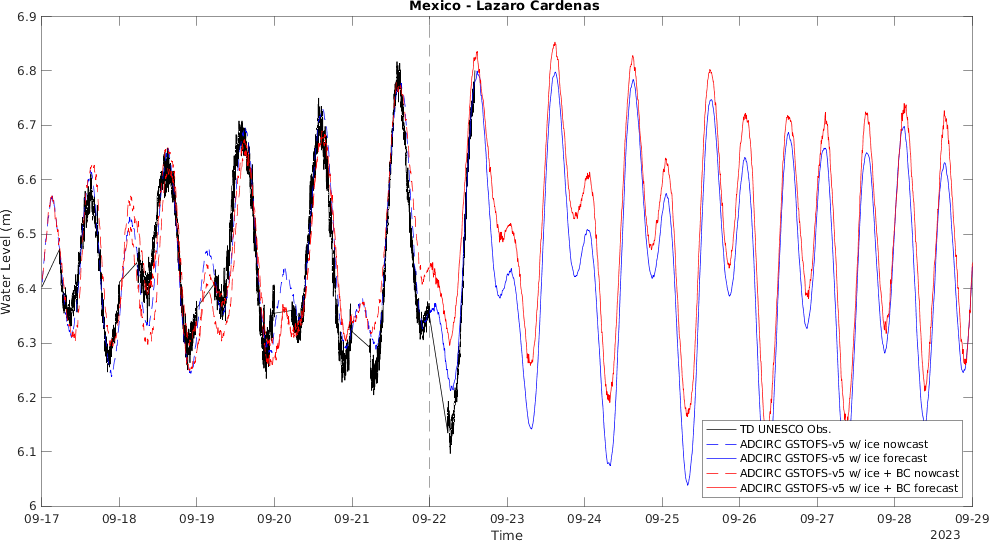 Mexico - Lazaro Cardenas
Water Level (m)
6.9
6.8
6.7
6.6
6.5
6.4
6.3
6.2
6.1
6
TD UNESCO Obs.
ADCIRC GSTOFS-v5 w/ ice nowcast
ADCIRC GSTOFS-v5 w/ ice forecast
ADCIRC GSTOFS-v5 w/ ice + BC nowcast
ADCIRC GSTOFS-v5 w/ ice + BC forecast
09-17 09-18 09-19 09-20 09-21 09-22 09-23 09-24 09-25 09-26 09-27 09-28 09-29
Time
2023